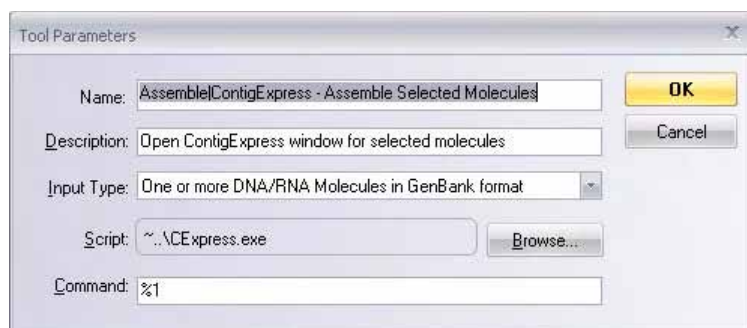 Tool Parameters
Name: Assemble|ContigExpress - Assemble Selected Molecules
OK
Description: Open ContigExpress window for selected molecules
Cancel
Input Type: One or more DNA/RNA Molecules in GenBank format
Script: ~..\CExpress.exe
Browse...
Command: %1